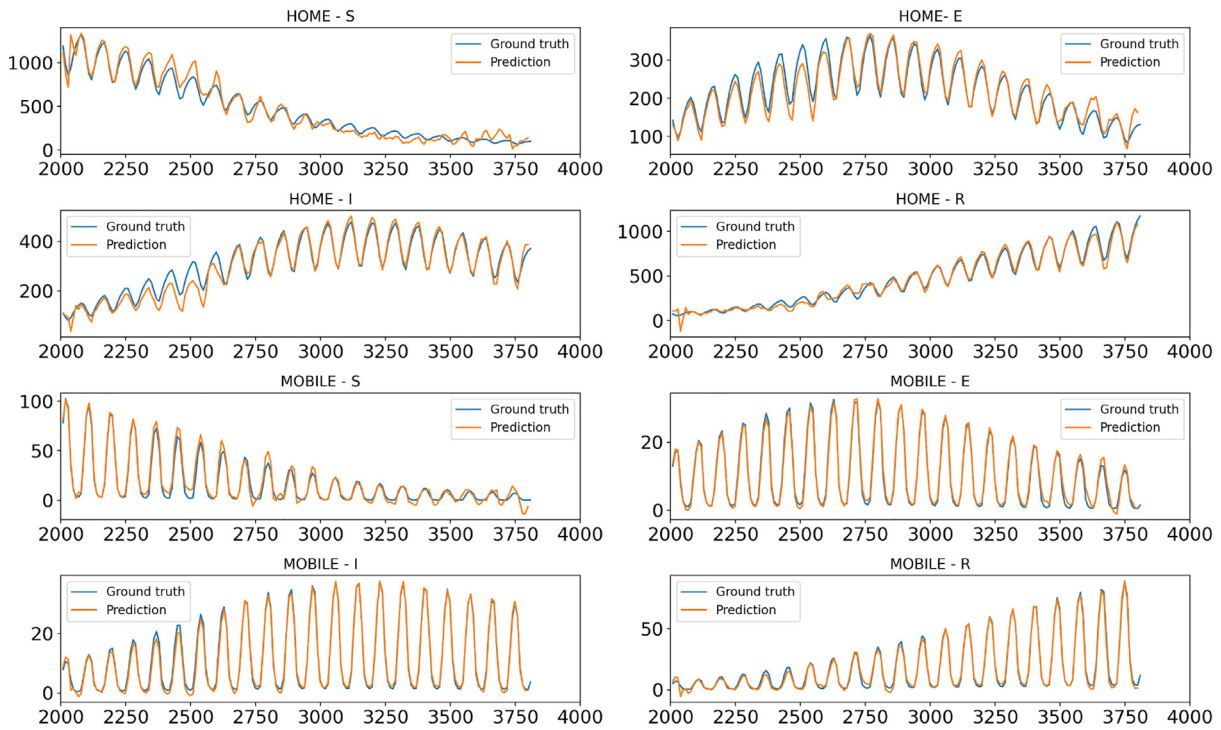 HOME - S
Ground truth
Prediction
1000
500
0
2000 2250 2500 2750 3000 3250 3500 3750 4000
HOME- E
Ground truth
Prediction
300
200
100
2000 2250 2500 2750 3000 3250 3500 3750 4000
HOME - I
Ground truth
Prediction
400
200
2000 2250 2500 2750 3000 3250 3500 3750 4000
HOME - R
Ground truth
Prediction
1000
500
0
2000 2250 2500 2750 3000 3250 3500 3750 4000
MOBILE - S
Ground truth
Prediction
100
50
0
2000 2250 2500 2750 3000 3250 3500 3750 4000
MOBILE - E
Ground truth
Prediction
20
0
2000 2250 2500 2750 3000 3250 3500 3750 4000
MOBILE - I
Ground truth
Prediction
20
0
2000 2250 2500 2750 3000 3250 3500 3750 4000
MOBILE - R
Ground truth
Prediction
50
0
2000 2250 2500 2750 3000 3250 3500 3750 4000